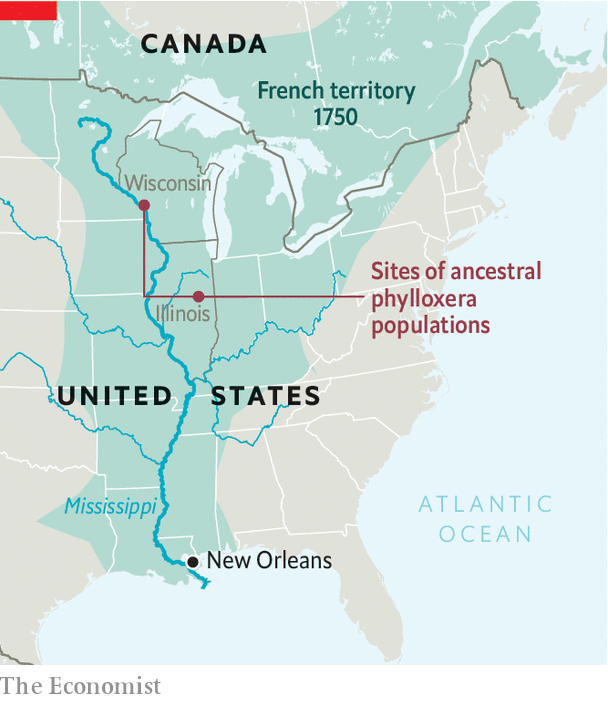 CANADA
French territory
1750
Wisconsin
Sites of ancestral
phylloxera
populations
Illinois
UNITED STATES
Mississippi
ATLANTIC
OCEAN
New Orleans
The Economist